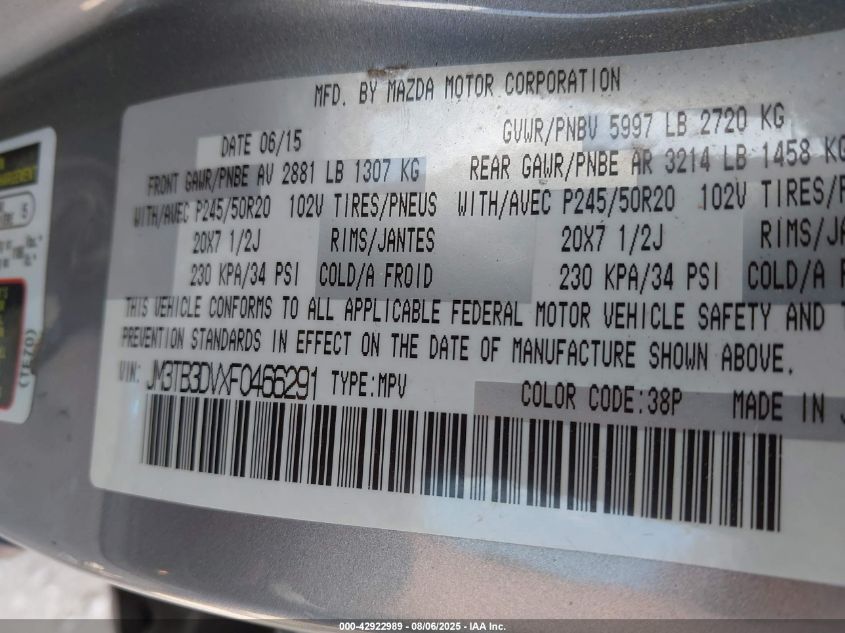 MFD. BY MAZDA MOTOR CORPORATION
DATE 06/15 GVWR/PNBV 5997 LB 2720 KG
FRONT GAWR/PNBE AV 2881 LB 1307 KG REAR GAWR/PNBE AR 3214 LB 1458 KG
WITH/AVEC P245/50R20 102V TIRES/PNEUS WITH/AVEC P245/50R20 102V
20X7 1/2J RIMS/JANTES 20X7 1/2J
230 KPA/34 PSI COLD/A FROID 230 KPA/34 PSI COLD/A
THIS VEHICLE CONFORMS TO ALL APPLICABLE FEDERAL MOTOR VEHICLE SAFETY AND
PREVENTION STANDARDS IN EFFECT ON THE DATE OF MANUFACTURE SHOWN ABOVE.
VIN: JM3TB3DVXF0466291 TYPE:MPV COLOR CODE:38P MADE IN
(TE70)
000-42922989 - 08/06/2025 - IAA Inc.